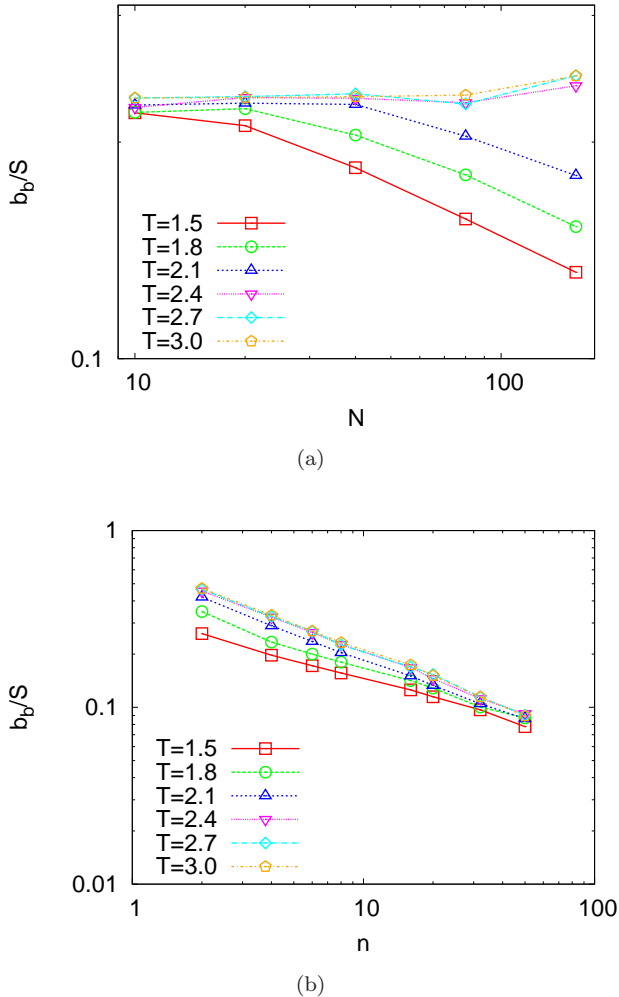 b_b/S
0.1
T=1.5
T=1.8
T=2.1
T=2.4
T=2.7
T=3.0
10
100
N
(a)
b_b/S
1
0.1
0.01
T=1.5
T=1.8
T=2.1
T=2.4
T=2.7
T=3.0
1
10
100
n
(b)